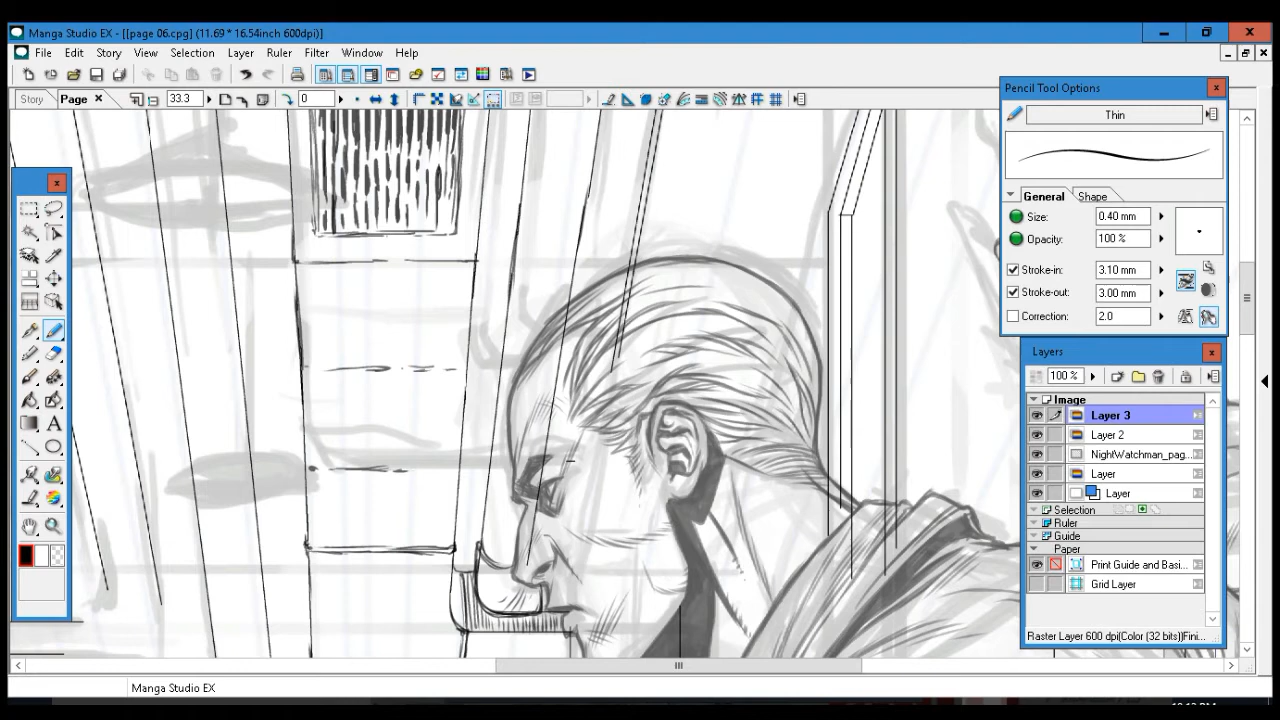 Manga Studio EX - [[page 06.cpg] (11.69 * 16.54inch 600dpi)]
File Edit Story View Selection Layer Ruler Filter Window Help
Story Page 33.3 0
Pencil Tool Options
Thin
General Shape
Size: 0.40 mm
Opacity: 100 %
Stroke-in: 3.10 mm
Stroke-out: 3.00 mm
Correction: 2.0
Layers
100 %
Image
Layer 3
Layer 2
NightWatchman_pag...
Layer
Layer
Selection
Ruler
Guide
Paper
Print Guide and Basi...
Grid Layer
Raster Layer 600 dpi(Color (32 bits)Fini...
Manga Studio EX